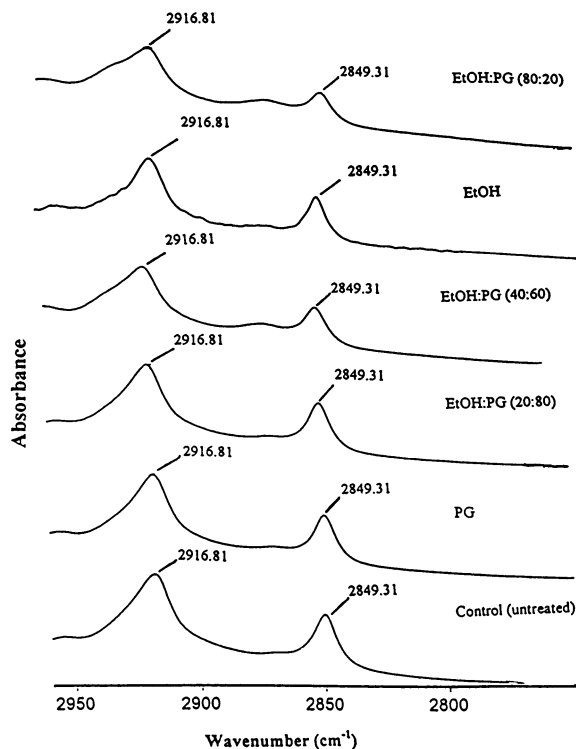 2916.81
2849.31
EtOH:PG (80:20)
2916.81
2849.31
EtOH
2916.81
2849.31
EtOH:PG (40:60)
2916.81
2849.31
EtOH:PG (20:80)
2916.81
2849.31
PG
2916.81
2849.31
Control (untreated)
Absorbance
2950 2900 2850 2800
Wavenumber (cm⁻¹)